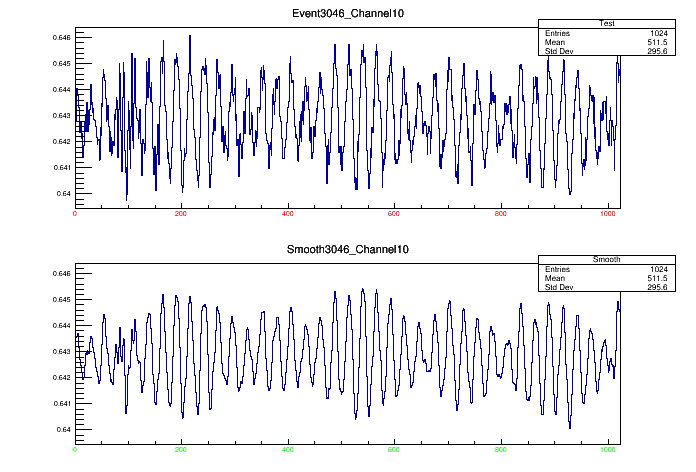 Event3046_Channel10
Test
Entries 1024
Mean 511.5
Std Dev 295.6
0.646
0.645
0.644
0.643
0.642
0.641
0.64
0 200 400 600 800 1000
Smooth3046_Channel10
Smooth
Entries 1024
Mean 511.5
Std Dev 295.6
0.646
0.645
0.644
0.643
0.642
0.641
0.64
0 200 400 600 800 1000